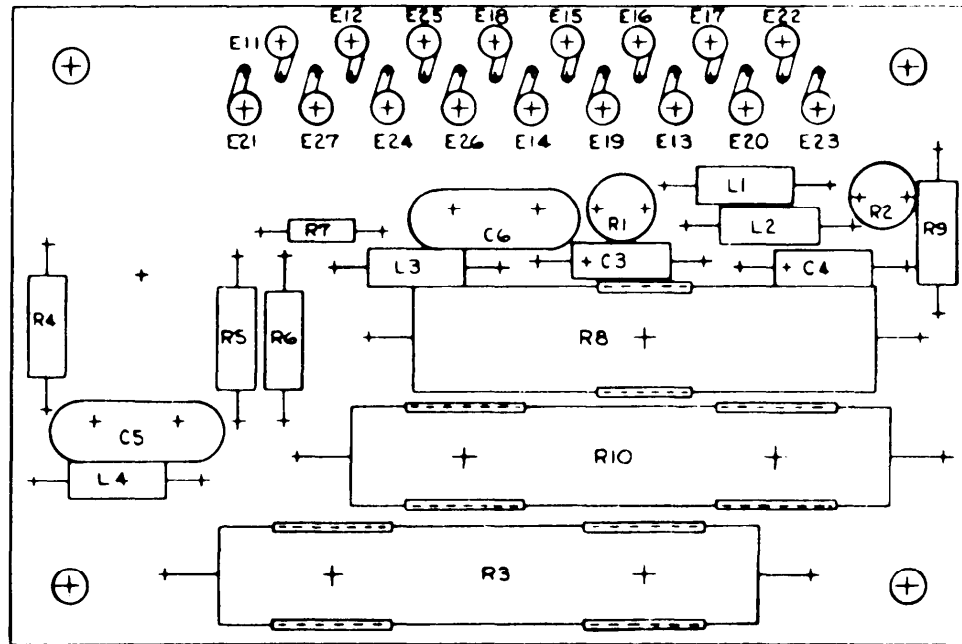 E12 E25 E18 E15 E16 E17 E22
E11
E21 E27 E24 E26 E14 E19 E13 E20 E23
L1
R1 R2
R7 C6 L2 R9
L3 C3 C4
R4 R5 R6 R8
C5
R10
L4
R3